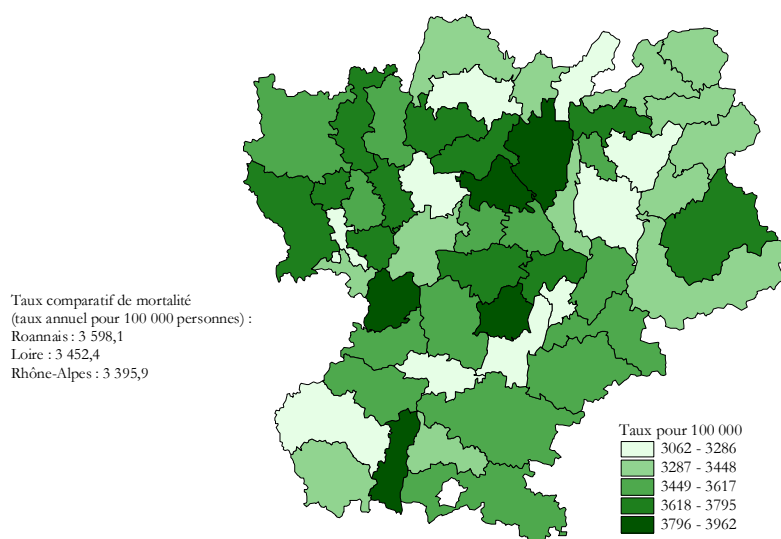 Taux comparatif de mortalité
(taux annuel pour 100 000 personnes) :
Roannais : 3 598,1
Loire : 3 452,4
Rhône-Alpes : 3 395,9
Taux pour 100 000
3062 - 3286
3287 - 3448
3449 - 3617
3618 - 3795
3796 - 3962